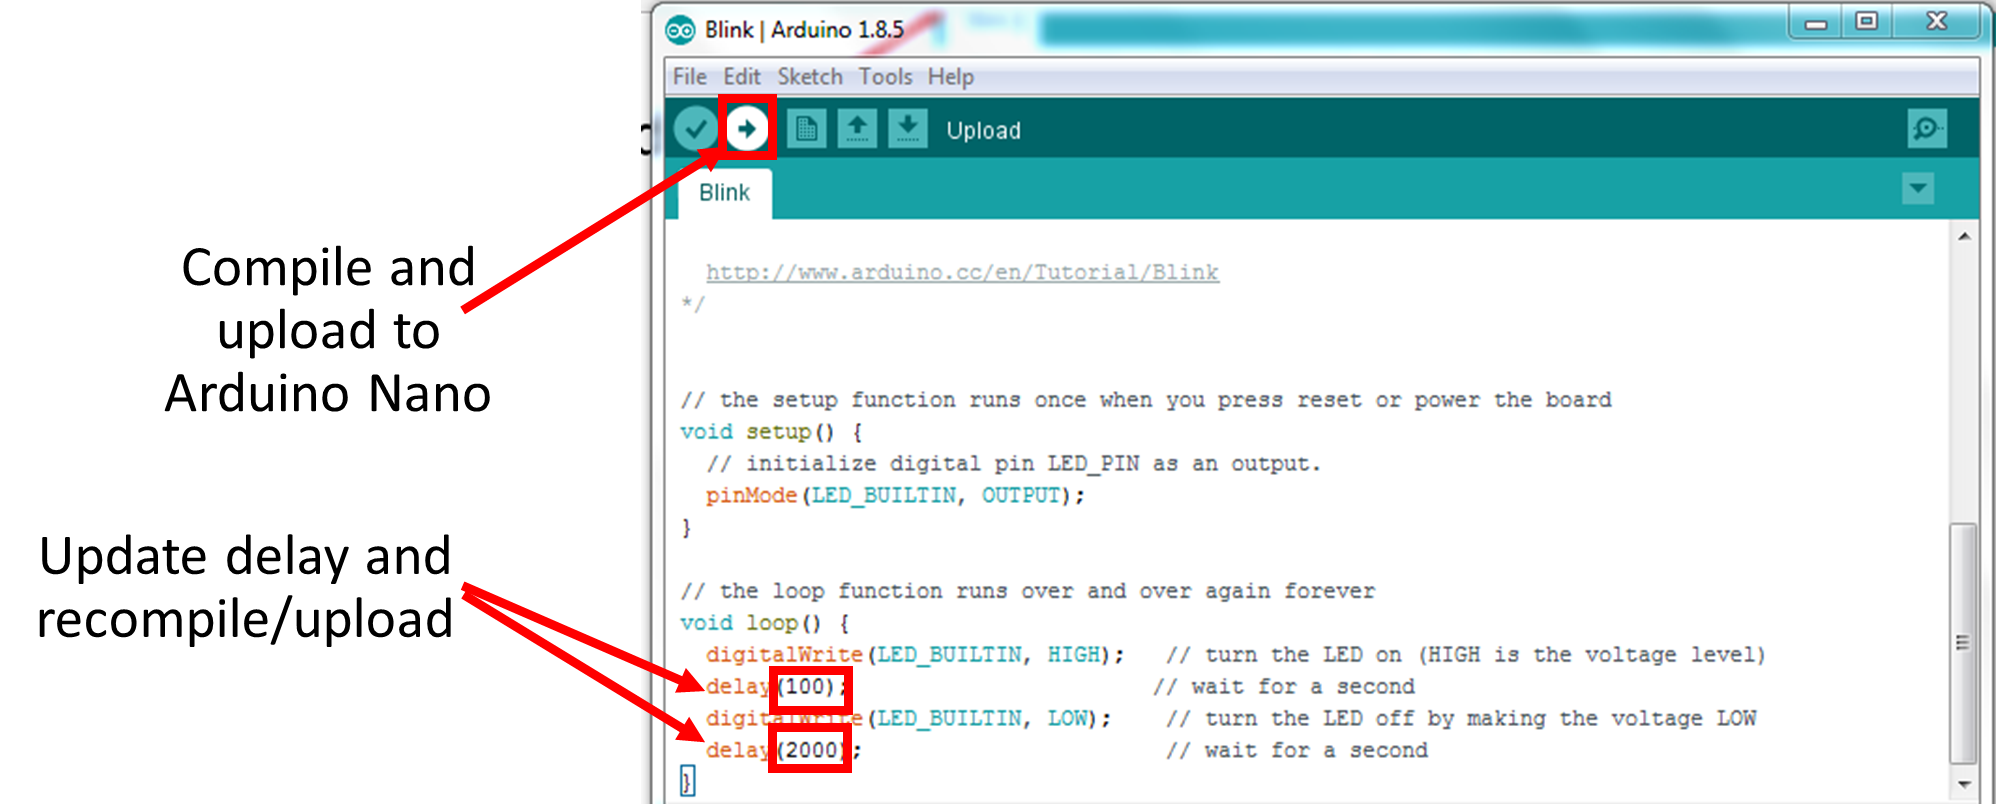 Blink | Arduino 1.8.5
File Edit Sketch Tools Help
Upload
Blink
Compile and
upload to
Arduino Nano
http://www.arduino.cc/en/Tutorial/Blink
*/
// the setup function runs once when you press reset or power the board
void setup() {
// initialize digital pin LED_PIN as an output.
pinMode(LED_BUILTIN, OUTPUT);
}
Update delay and
recompile/upload
// the loop function runs over and over again forever
void loop() {
digitalWrite(LED_BUILTIN, HIGH); // turn the LED on (HIGH is the voltage level)
delay(100); // wait for a second
digitalWrite(LED_BUILTIN, LOW); // turn the LED off by making the voltage LOW
delay(2000); // wait for a second
}